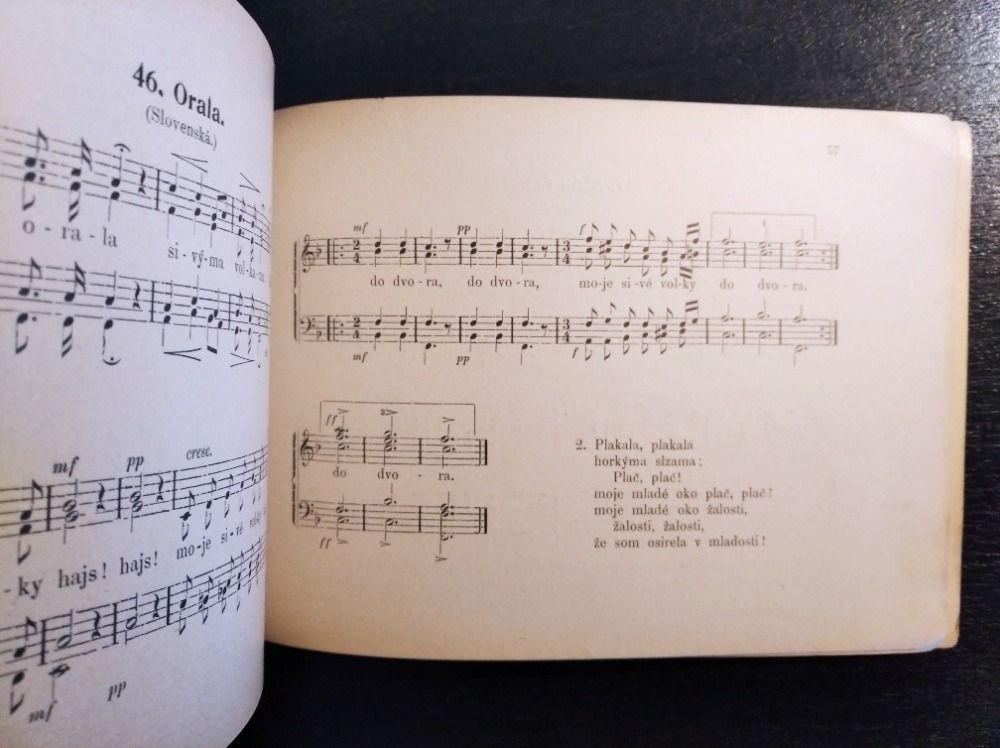 46. Orala.
(Slovenská.)
o - ra - la si - vý - ma
mf pp cresc.
- ky hajs! hajs! mo - je si - vé
mf pp
57
mf pp f
do dvo - ra, do dvo - ra, mo - je si - vé vol - ky do dvo - ra.
mf pp f
1
ff 2
do dvo - ra.
ff
2. Plakala, plakala
horkýma slzama;
Plač, plač!
moje mladé oko plač, plač!
moje mladé oko žalosti,
žalosti, žalosti,
že som osirela v mladosti!